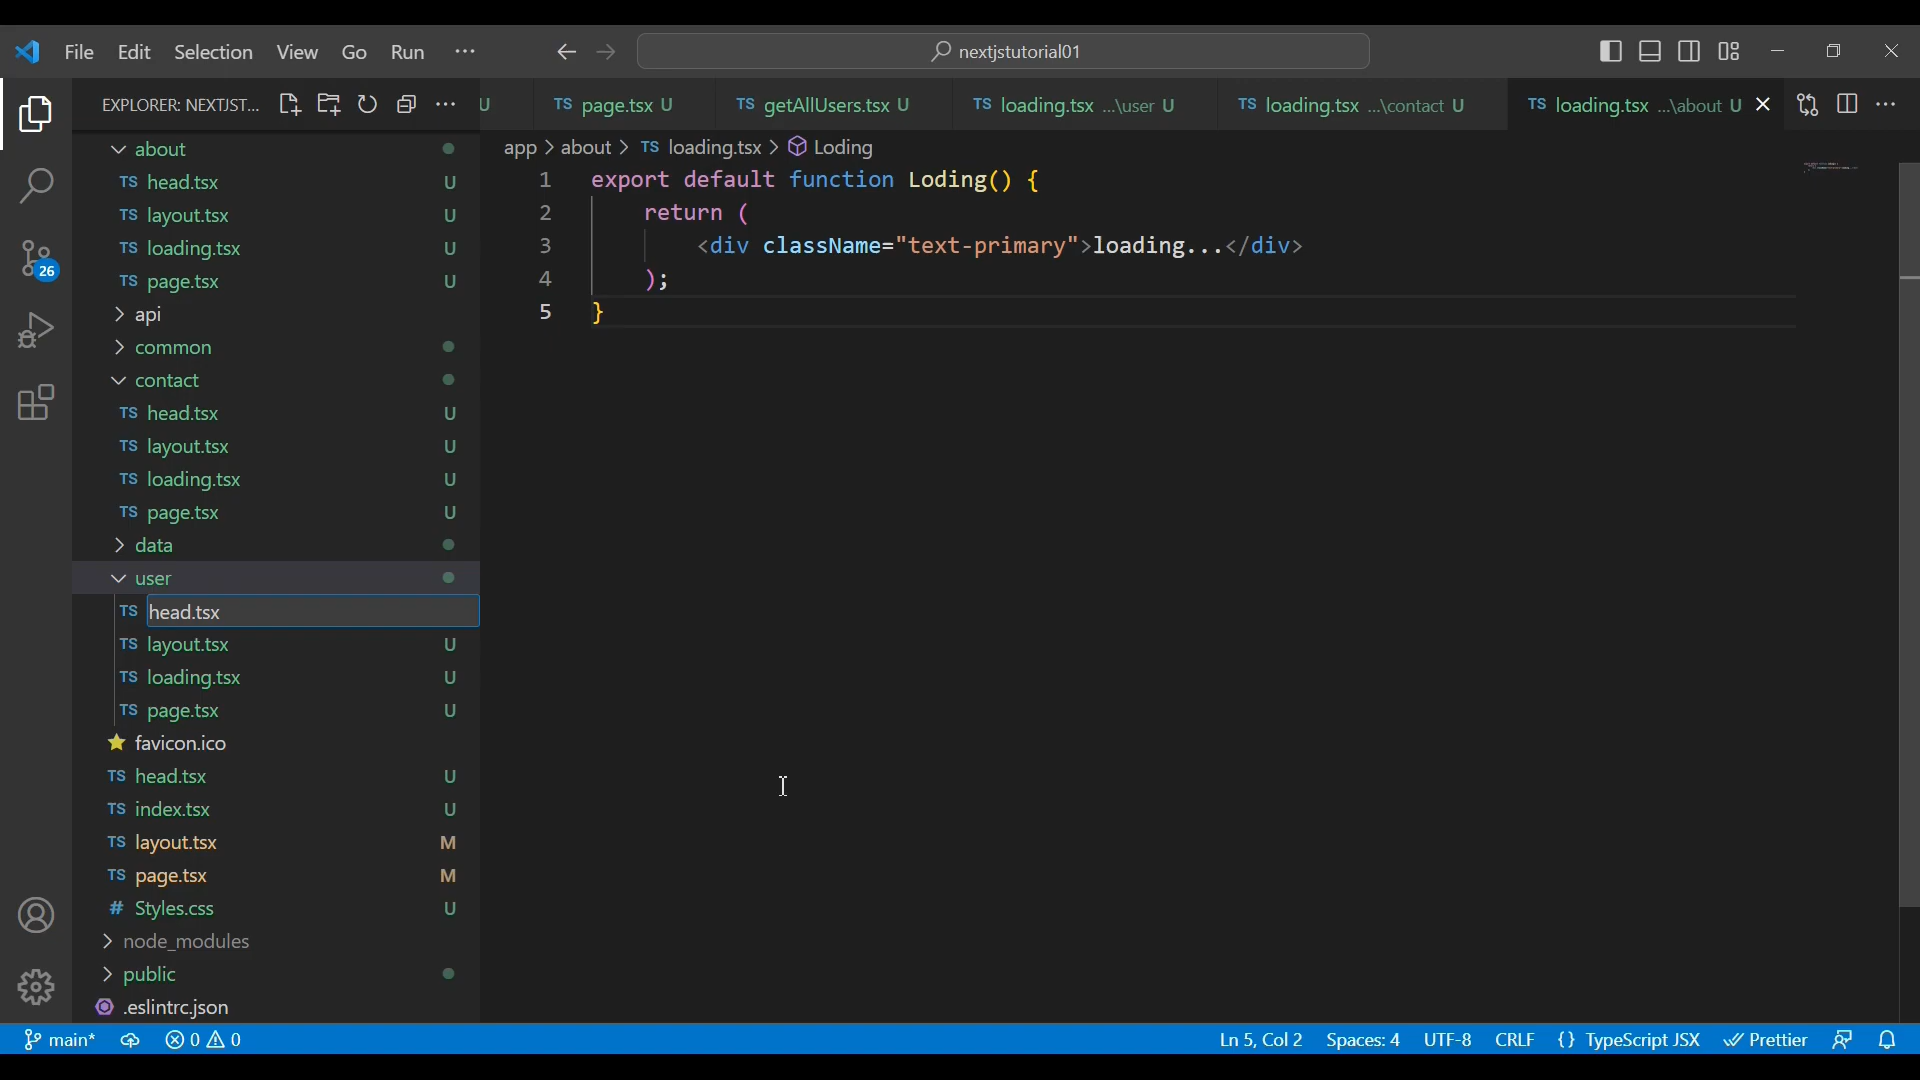 File Edit Selection View Go Run ··· nextjstutorial01
EXPLORER: NEXTJST... ··· U TS page.tsx U TS getAllUsers.tsx U TS loading.tsx ...\user U TS loading.tsx ...\contact U TS loading.tsx ...\about U
app > about > TS loading.tsx > Loding
about
TS head.tsx U
TS layout.tsx U
TS loading.tsx U
TS page.tsx U
api
common
contact
TS head.tsx U
TS layout.tsx U
TS loading.tsx U
TS page.tsx U
data
user
TS head.tsx
TS layout.tsx U
TS loading.tsx U
TS page.tsx U
favicon.ico
TS head.tsx U
TS index.tsx U
TS layout.tsx M
TS page.tsx M
# Styles.css U
node_modules
public
.eslintrc.json
26
1 export default function Loding() {
2 return (
3 <div className="text-primary">loading...</div>
4 );
5 }
main* 0 0 Ln 5, Col 2 Spaces: 4 UTF-8 CRLF {} TypeScript JSX Prettier